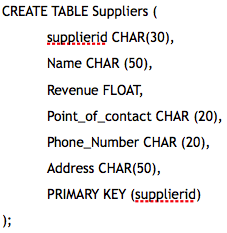 CREATE TABLE Suppliers (
supplierid CHAR(30),
Name CHAR (50),
Revenue FLOAT,
Point_of_contact CHAR (20),
Phone_Number CHAR (20),
Address CHAR(50),
PRIMARY KEY (supplierid)
);